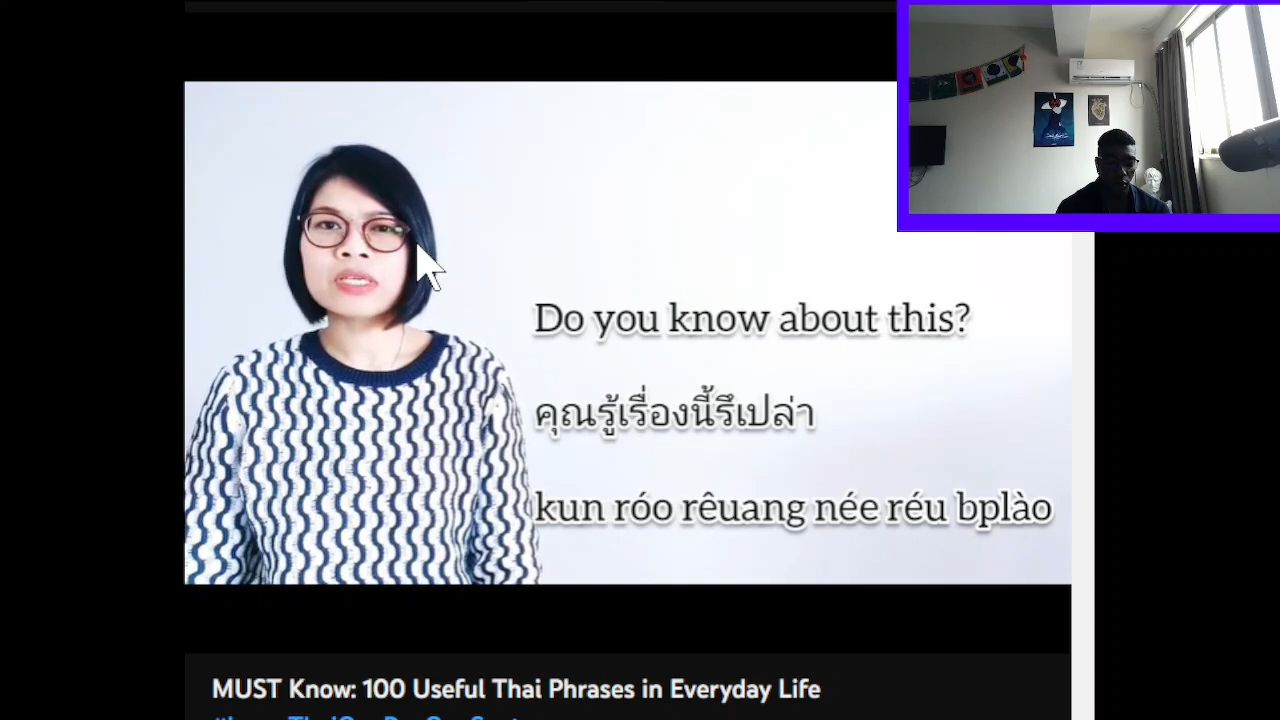 Do you know about this?
คุณรู้เรื่องนี้รึเปล่า
kun róo rêuang née réu bplào
MUST Know: 100 Useful Thai Phrases in Everyday Life